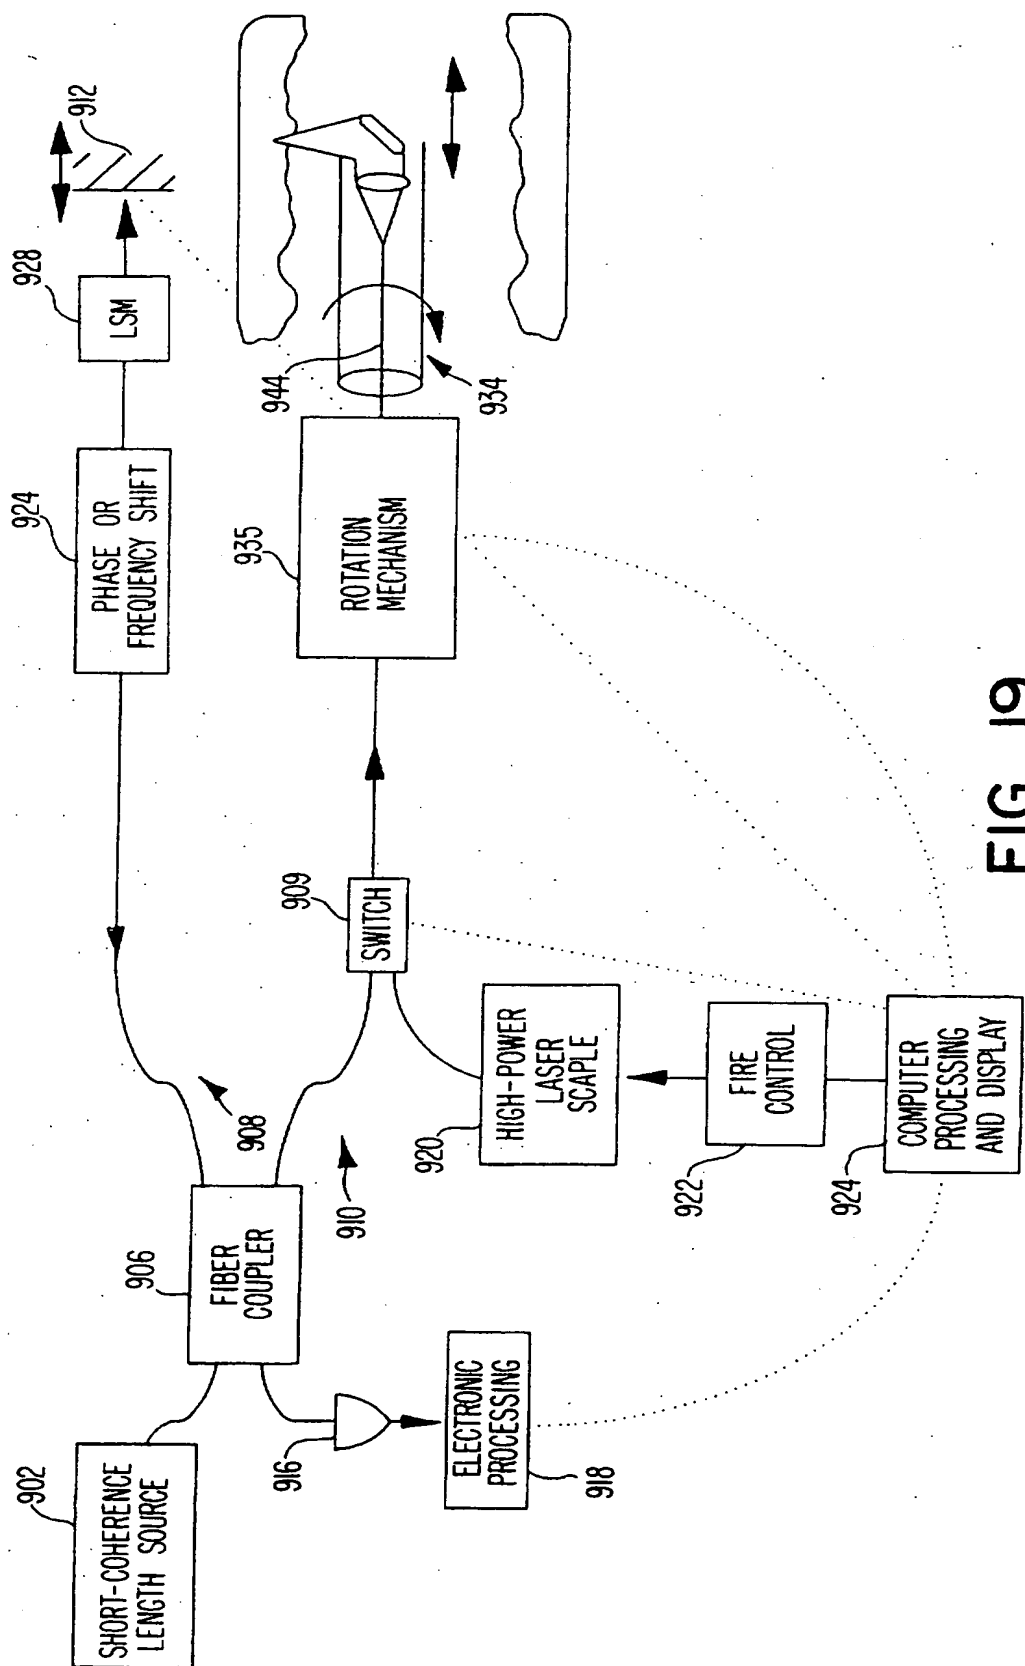 902
SHORT-COHERENCE
LENGTH SOURCE
906
FIBER
COUPLER
908
910
916
ELECTRONIC
PROCESSING
918
924
PHASE OR
FREQUENCY SHIFT
928
LSM
912
909
SWITCH
935
ROTATION
MECHANISM
944
934
920
HIGH-POWER
LASER
SCAPLE
922
FIRE
CONTROL
924
COMPUTER
PROCESSING
AND DISPLAY
FIG 19